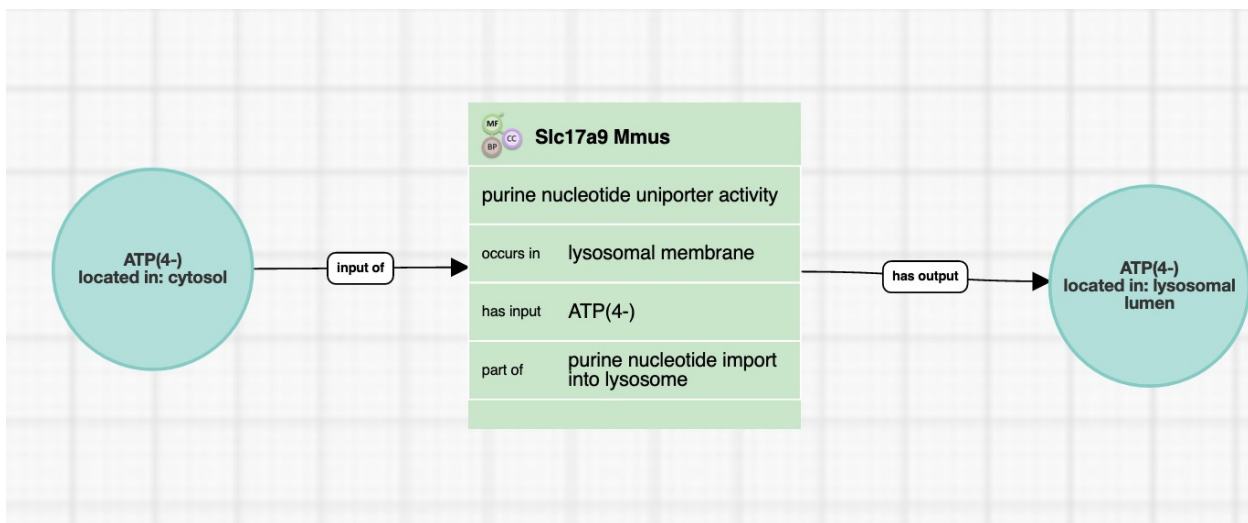 MF
CC
BP
Slc17a9 Mmus
purine nucleotide uniporter activity
ATP(4-)
located in: cytosol
input of
occurs in lysosomal membrane
has input ATP(4-)
part of purine nucleotide import
into lysosome
has output
ATP(4-)
located in: lysosomal
lumen